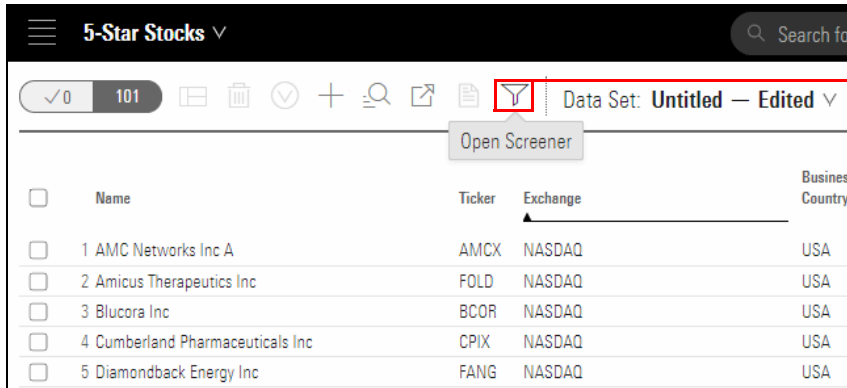 5-Star Stocks
Search fo
0 101 Data Set: Untitled — Edited
Open Screener
Name Ticker Exchange Busines
Country
1 AMC Networks Inc A AMCX NASDAQ USA
2 Amicus Therapeutics Inc FOLD NASDAQ USA
3 Blucora Inc BCOR NASDAQ USA
4 Cumberland Pharmaceuticals Inc CPIX NASDAQ USA
5 Diamondback Energy Inc FANG NASDAQ USA